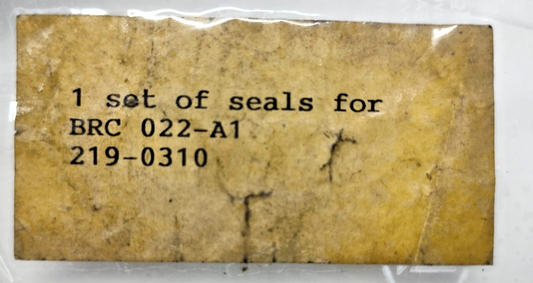 1 set of seals for
BRC 022-A1
219-0310